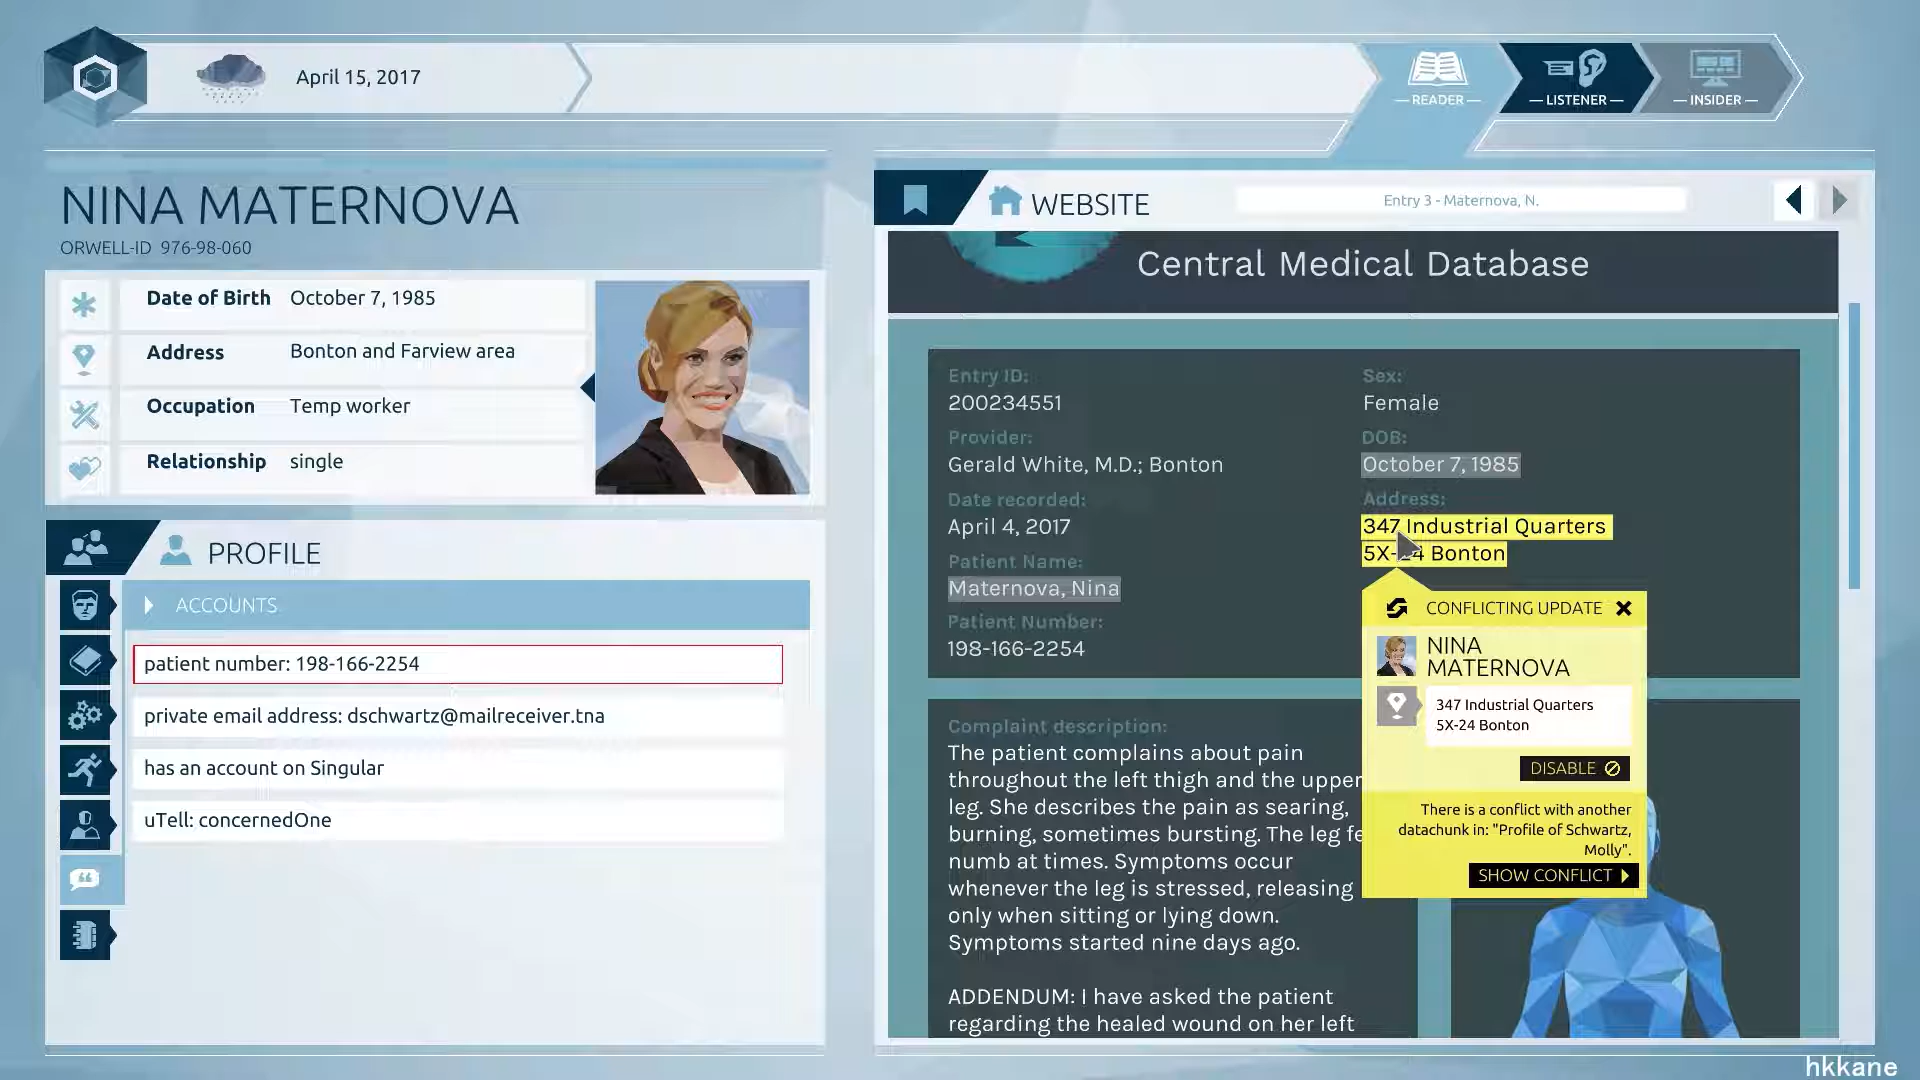 April 15, 2017
— READER —
— LISTENER —
— INSIDER —
NINA MATERNOVA
ORWELL-ID 976-98-060
Date of Birth October 7, 1985
Address Bonton and Farview area
Occupation Temp worker
Relationship single
PROFILE
ACCOUNTS
patient number: 198-166-2254
private email address: dschwartz@mailreceiver.tna
has an account on Singular
uTell: concernedOne
WEBSITE
Entry 3 - Maternova, N.
Central Medical Database
Entry ID:
200234551
Provider:
Gerald White, M.D.; Bonton
Date recorded:
April 4, 2017
Patient Name:
Maternova, Nina
Patient Number:
198-166-2254
Sex:
Female
DOB:
October 7, 1985
Address:
347 Industrial Quarters
5X-24 Bonton
CONFLICTING UPDATE
NINA
MATERNOVA
347 Industrial Quarters
5X-24 Bonton
DISABLE
There is a conflict with another
datachunk in: "Profile of Schwartz,
Molly".
SHOW CONFLICT
Complaint description:
The patient complains about pain
throughout the left thigh and the upper
leg. She describes the pain as searing,
burning, sometimes bursting. The leg fe
numb at times. Symptoms occur
whenever the leg is stressed, releasing
only when sitting or lying down.
Symptoms started nine days ago.
ADDENDUM: I have asked the patient
regarding the healed wound on her left
hkkane